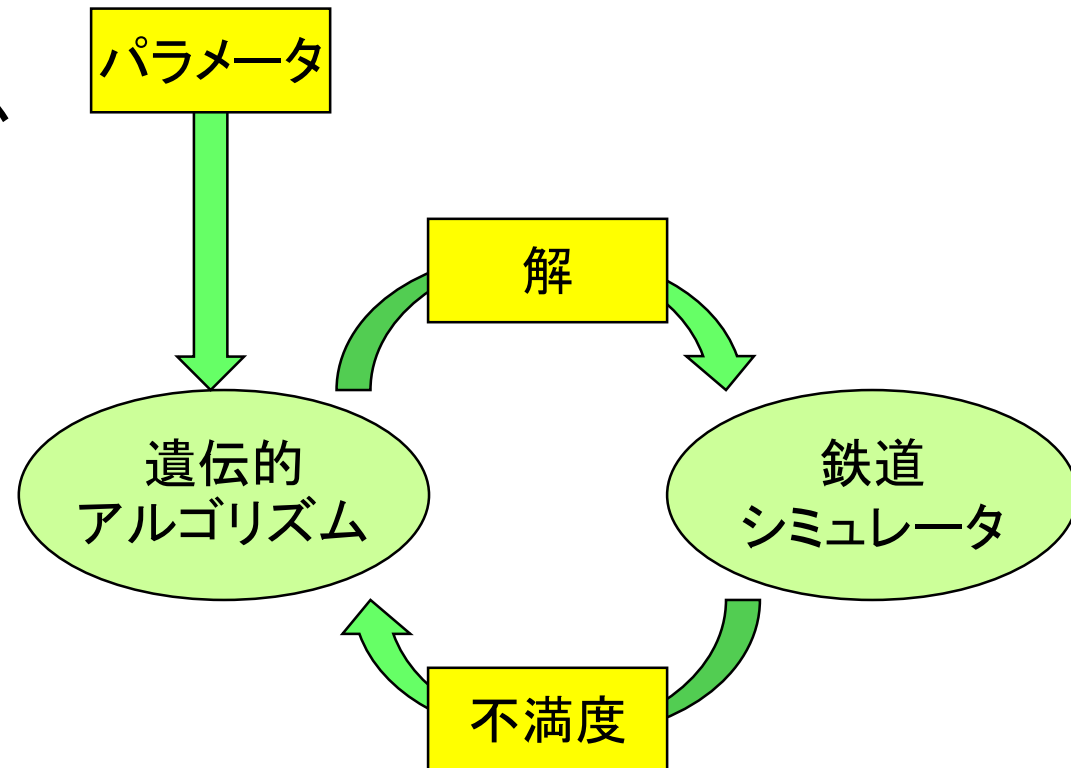 パラメータ
解
遺伝的
アルゴリズム
鉄道
シミュレータ
不満度